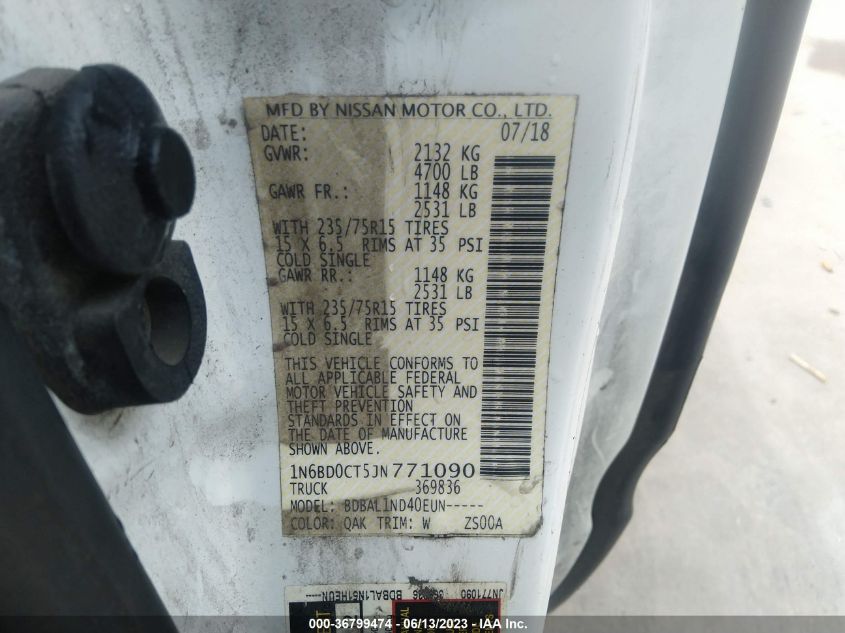 MFD BY NISSAN MOTOR CO., LTD.
DATE: 07/18
GVWR: 2132 KG
4700 LB
GAWR FR.: 1148 KG
2531 LB
WITH 235/75R15 TIRES
15 X 6.5 RIMS AT 35 PSI
COLD SINGLE
GAWR RR.: 1148 KG
2531 LB
WITH 235/75R15 TIRES
15 X 6.5 RIMS AT 35 PSI
COLD SINGLE
THIS VEHICLE CONFORMS TO
ALL APPLICABLE FEDERAL
MOTOR VEHICLE SAFETY AND
THEFT PREVENTION
STANDARDS IN EFFECT ON
THE DATE OF MANUFACTURE
SHOWN ABOVE.
1N6BD0CT5JN771090
TRUCK 369836
MODEL: BDBAL1ND40EUN-----
COLOR: QAK TRIM: W ZS00A
JN771090 BDBAL1NS1HEUN-----
000-36799474 - 06/13/2023 - IAA Inc.